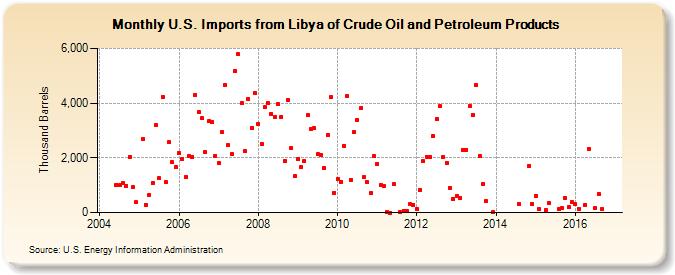 Monthly U.S. Imports from Libya of Crude Oil and Petroleum Products
Thousand Barrels
6,000
4,000
2,000
0
2004 2006 2008 2010 2012 2014 2016
Source: U.S. Energy Information Administration